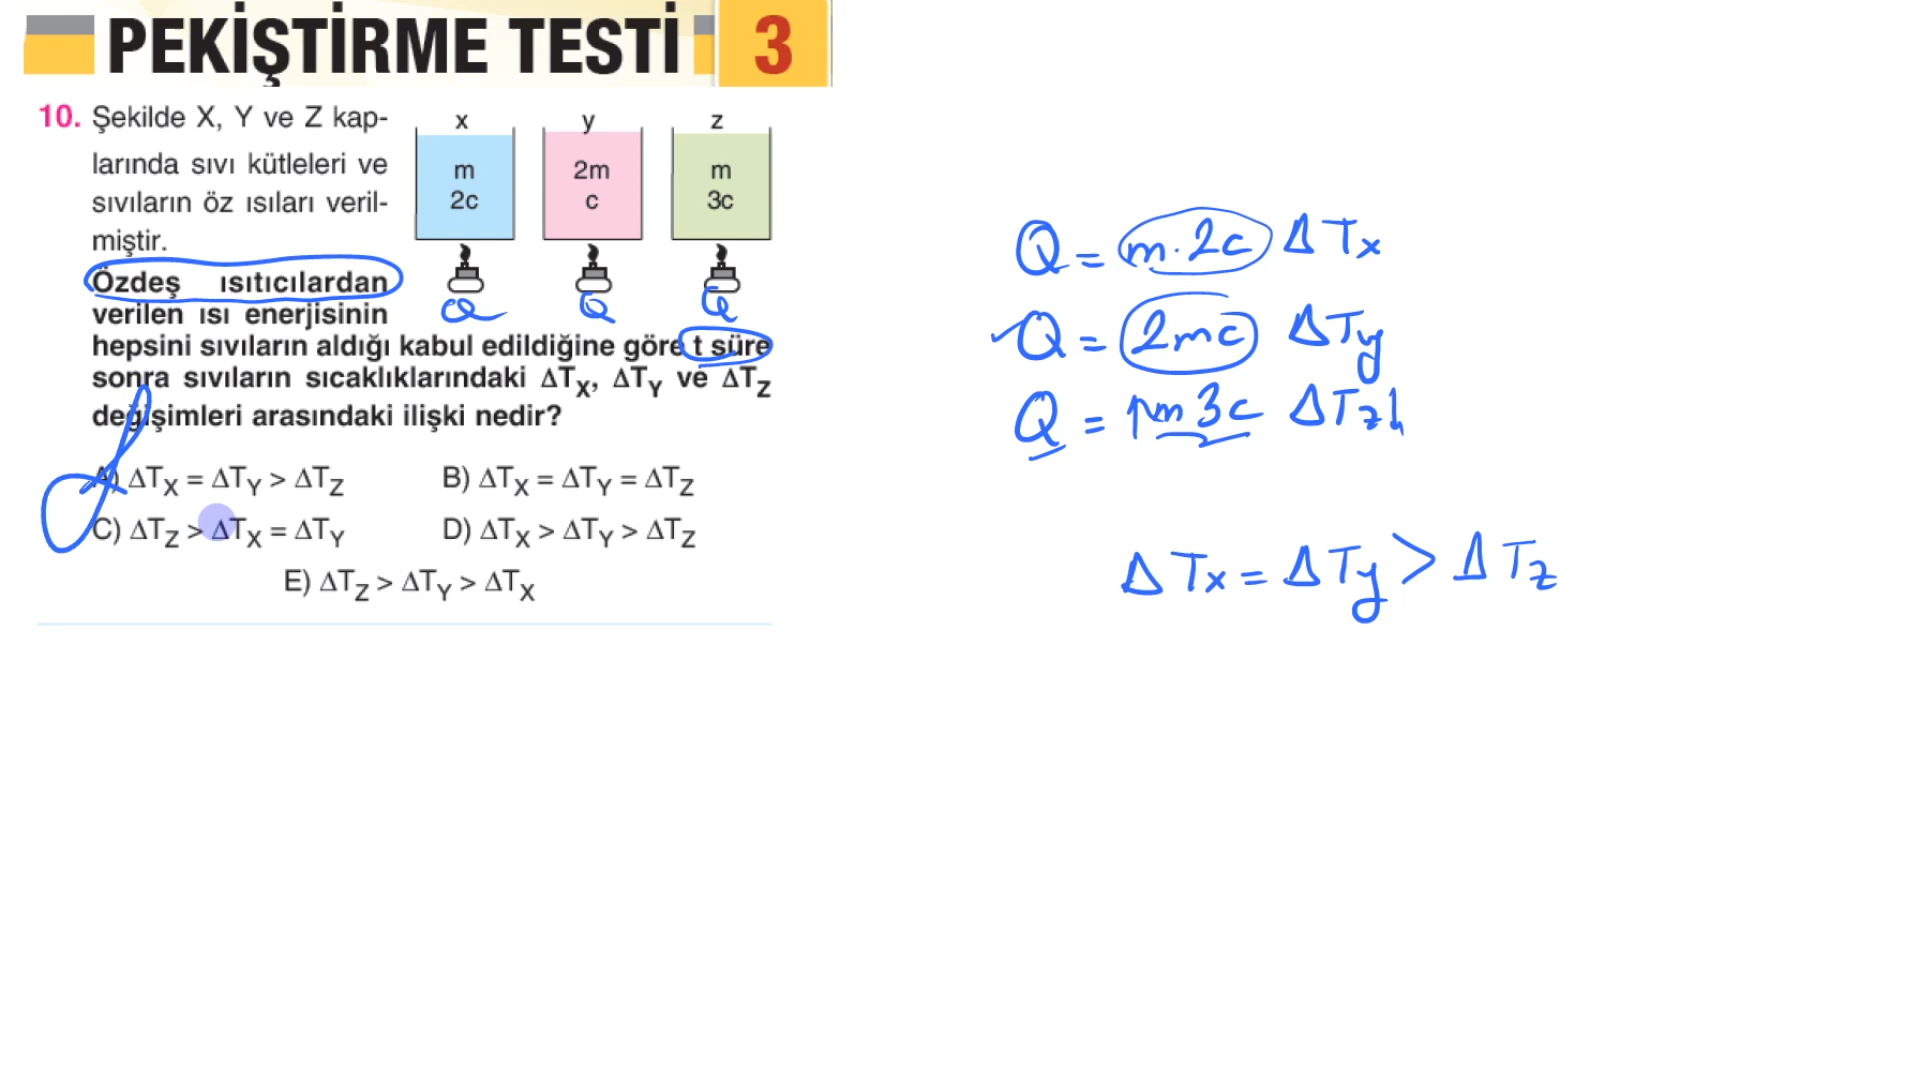 PEKİŞTİRME TESTİ 3
10. Şekilde X, Y ve Z kap-
larında sıvı kütleleri ve
sıvıların öz ısıları veril-
miştir.
x y z
m 2m m
2c c 3c
Q Q Q
Özdeş ısıtıcılardan
verilen ısı enerjisinin
hepsini sıvıların aldığı kabul edildiğine göre t süre
sonra sıvıların sıcaklıklarındaki ΔTX, ΔTY ve ΔTZ
değişimleri arasındaki ilişki nedir?
A) ΔTX = ΔTY > ΔTZ B) ΔTX = ΔTY = ΔTZ
C) ΔTZ > ΔTX = ΔTY D) ΔTX > ΔTY > ΔTZ
E) ΔTZ > ΔTY > ΔTX
Q = m.2c ΔTx
Q = 2mc ΔTy
Q = m3c ΔTz
ΔTx = ΔTy > ΔTz